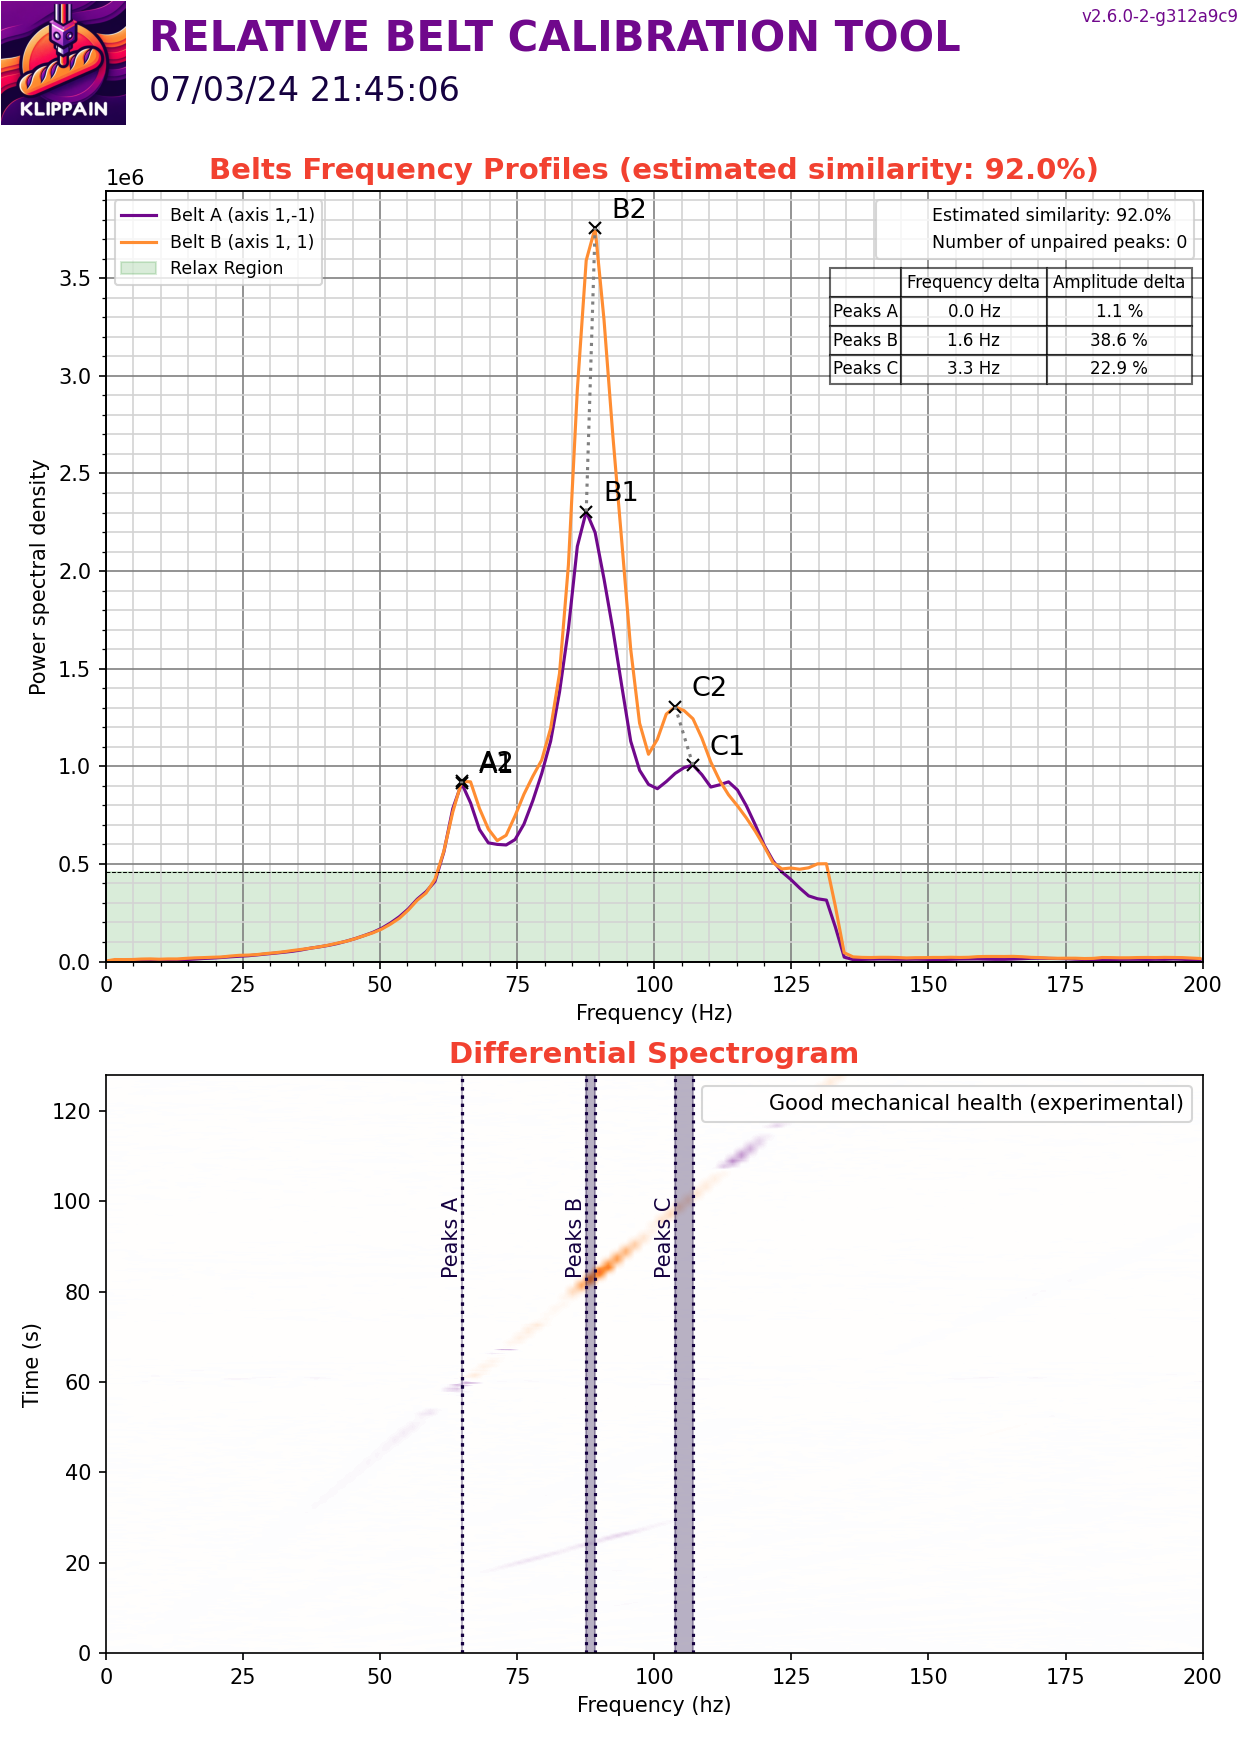 KLIPPAIN
RELATIVE BELT CALIBRATION TOOL
07/03/24 21:45:06
v2.6.0-2-g312a9c9
Belts Frequency Profiles (estimated similarity: 92.0%)
1e6
Belt A (axis 1,-1)
Belt B (axis 1, 1)
Relax Region
Estimated similarity: 92.0%
Number of unpaired peaks: 0
Frequency delta Amplitude delta
Peaks A 0.0 Hz 1.1 %
Peaks B 1.6 Hz 38.6 %
Peaks C 3.3 Hz 22.9 %
B2
B1
C2
C1
A1
A2
Power spectral density
3.5
3.0
2.5
2.0
1.5
1.0
0.5
0.0
0 25 50 75 100 125 150 175 200
Frequency (Hz)
Differential Spectrogram
Good mechanical health (experimental)
Peaks A
Peaks B
Peaks C
Time (s)
120
100
80
60
40
20
0
0 25 50 75 100 125 150 175 200
Frequency (hz)